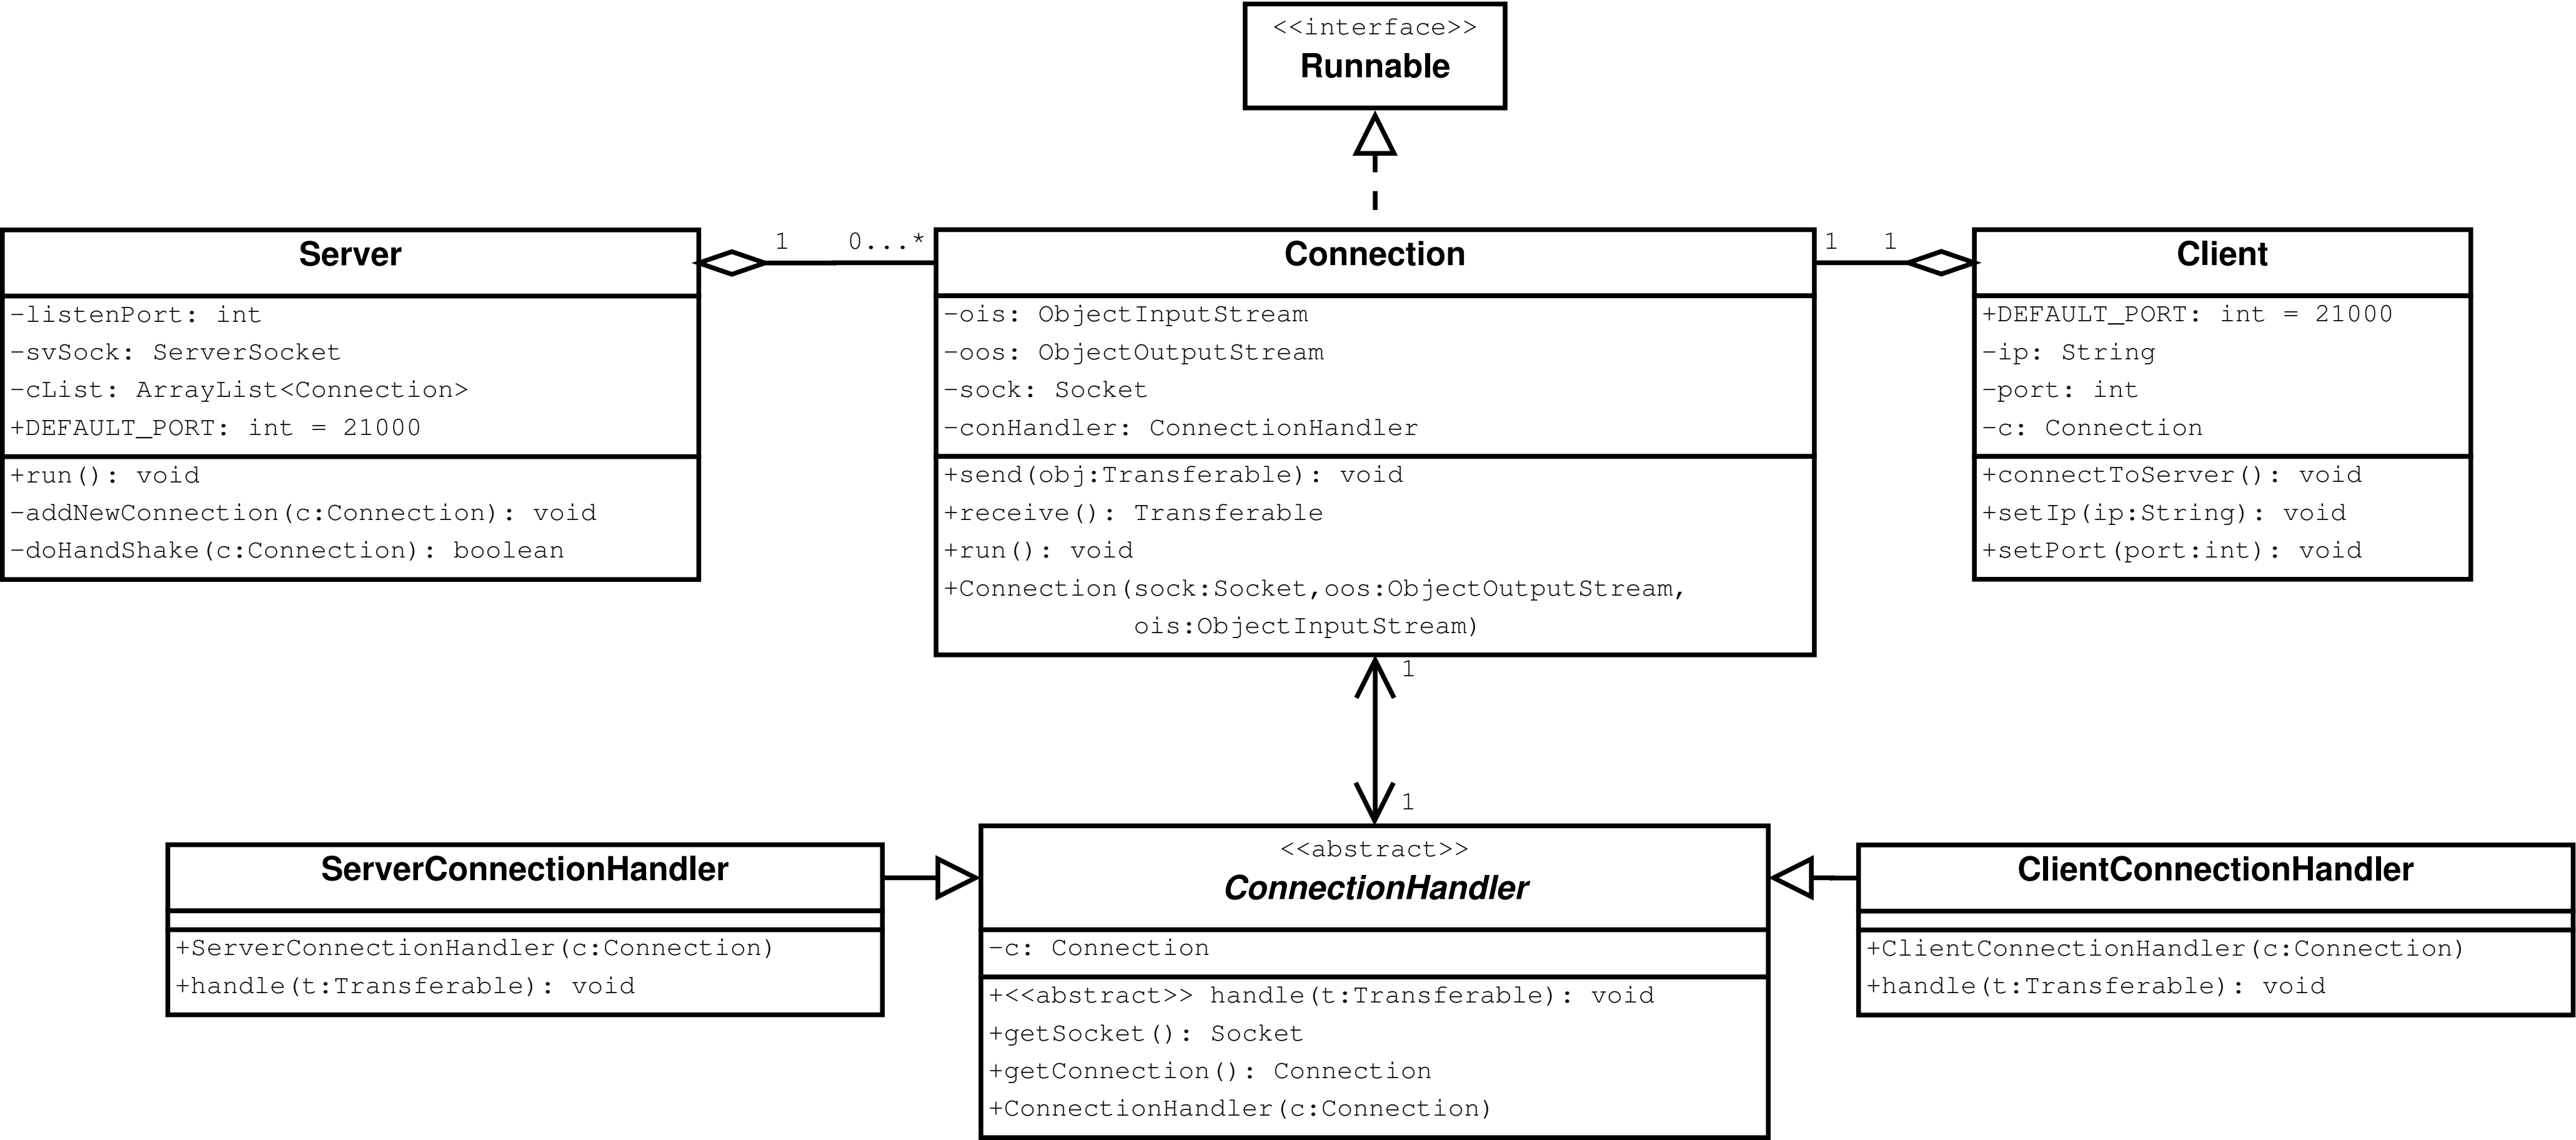 <<interface>>
Runnable
Server
1 0...*
-listenPort: int
-svSock: ServerSocket
-cList: ArrayList<Connection>
+DEFAULT_PORT: int = 21000
+run(): void
-addNewConnection(c:Connection): void
-doHandShake(c:Connection): boolean
Connection
-ois: ObjectInputStream
-oos: ObjectOutputStream
-sock: Socket
-conHandler: ConnectionHandler
+send(obj:Transferable): void
+receive(): Transferable
+run(): void
+Connection(sock:Socket,oos:ObjectOutputStream,
ois:ObjectInputStream)
1 1
Client
+DEFAULT_PORT: int = 21000
-ip: String
-port: int
-c: Connection
+connectToServer(): void
+setIp(ip:String): void
+setPort(port:int): void
1
1
ServerConnectionHandler
+ServerConnectionHandler(c:Connection)
+handle(t:Transferable): void
<<abstract>>
ConnectionHandler
-c: Connection
+<<abstract>> handle(t:Transferable): void
+getSocket(): Socket
+getConnection(): Connection
+ConnectionHandler(c:Connection)
ClientConnectionHandler
+ClientConnectionHandler(c:Connection)
+handle(t:Transferable): void